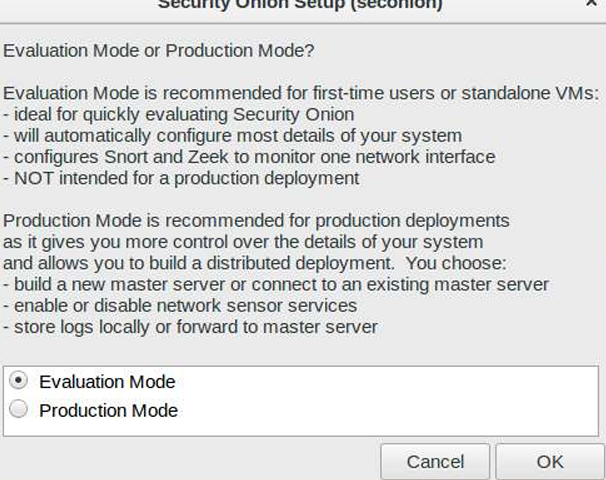 Security Onion Setup (seconion)
Evaluation Mode or Production Mode?
Evaluation Mode is recommended for first-time users or standalone VMs:
- ideal for quickly evaluating Security Onion
- will automatically configure most details of your system
- configures Snort and Zeek to monitor one network interface
- NOT intended for a production deployment
Production Mode is recommended for production deployments
as it gives you more control over the details of your system
and allows you to build a distributed deployment.  You choose:
- build a new master server or connect to an existing master server
- enable or disable network sensor services
- store logs locally or forward to master server
Evaluation Mode
Production Mode
Cancel OK